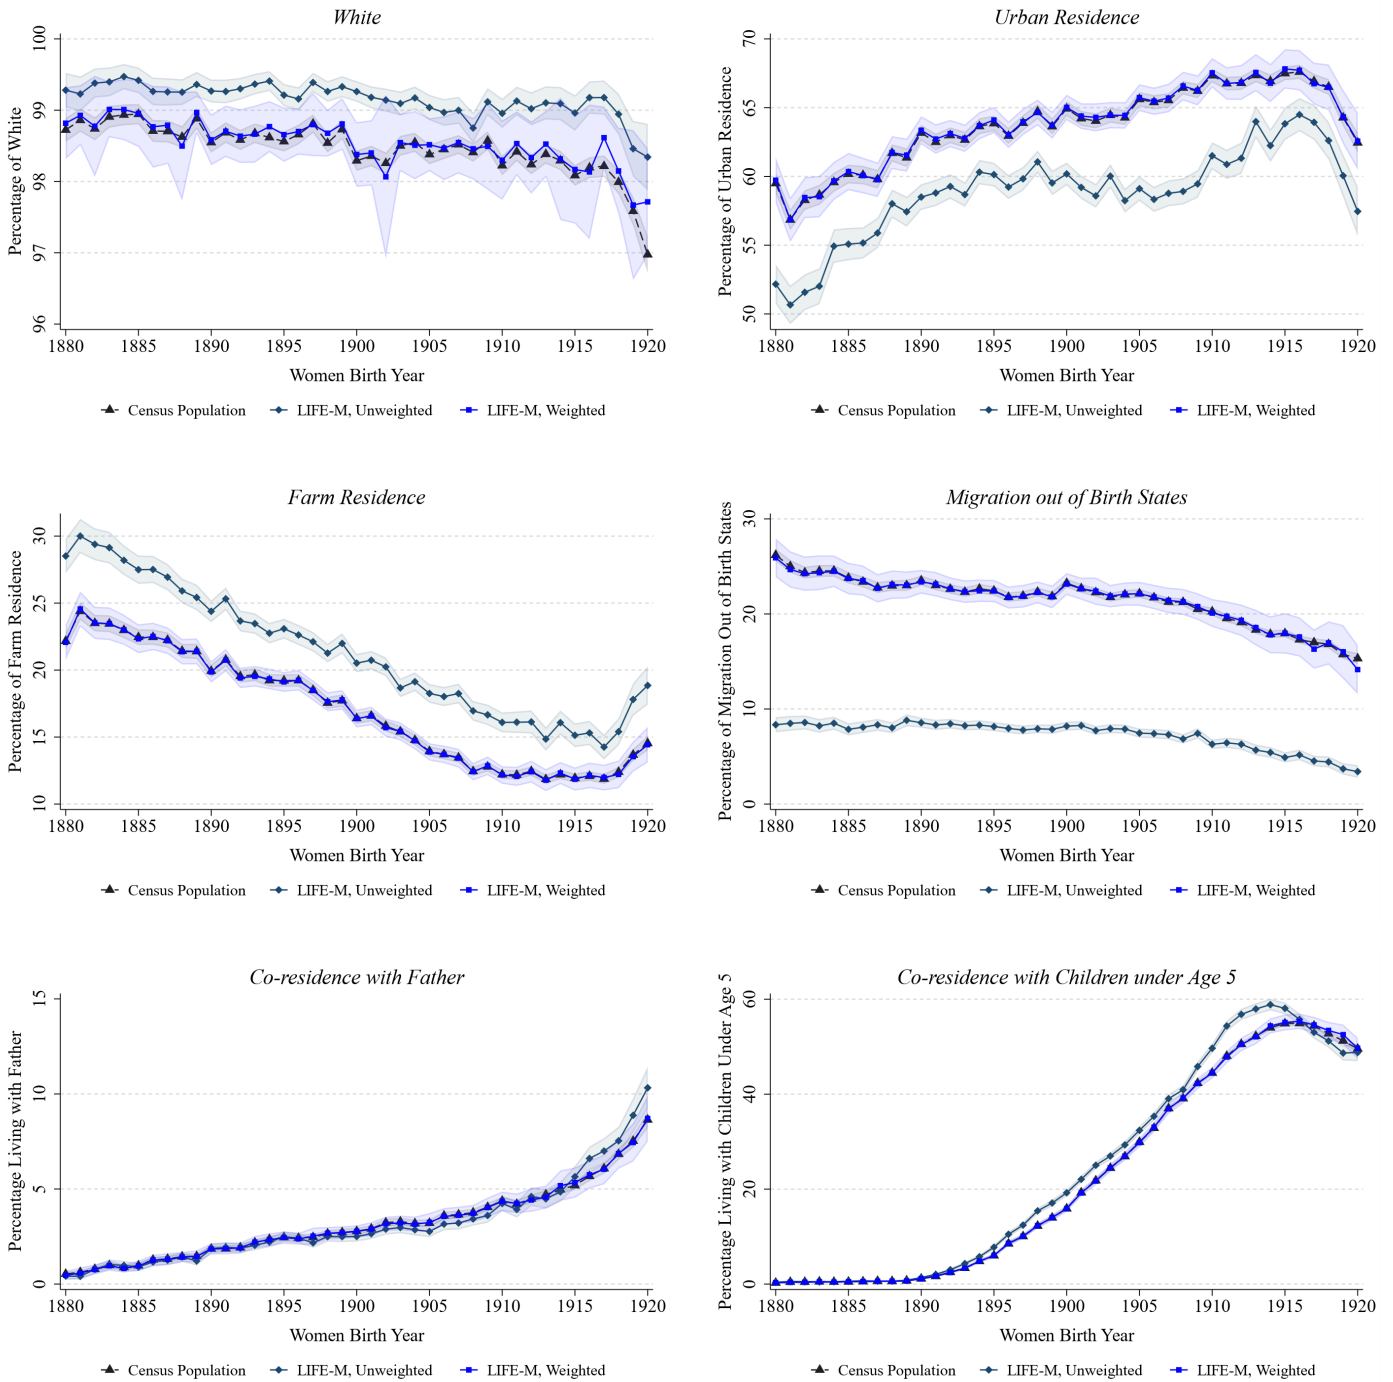 White
Percentage of White
100
99
98
97
96
1880 1885 1890 1895 1900 1905 1910 1915 1920
Women Birth Year
Census Population LIFE-M, Unweighted LIFE-M, Weighted
Urban Residence
Percentage of Urban Residence
70
65
60
55
50
1880 1885 1890 1895 1900 1905 1910 1915 1920
Women Birth Year
Census Population LIFE-M, Unweighted LIFE-M, Weighted
Farm Residence
Percentage of Farm Residence
30
25
20
15
10
1880 1885 1890 1895 1900 1905 1910 1915 1920
Women Birth Year
Census Population LIFE-M, Unweighted LIFE-M, Weighted
Migration out of Birth States
Percentage of Migration Out of Birth States
30
20
10
0
1880 1885 1890 1895 1900 1905 1910 1915 1920
Women Birth Year
Census Population LIFE-M, Unweighted LIFE-M, Weighted
Co-residence with Father
Percentage Living with Father
15
10
5
0
1880 1885 1890 1895 1900 1905 1910 1915 1920
Women Birth Year
Census Population LIFE-M, Unweighted LIFE-M, Weighted
Co-residence with Children under Age 5
Percentage Living with Children Under Age 5
60
40
20
0
1880 1885 1890 1895 1900 1905 1910 1915 1920
Women Birth Year
Census Population LIFE-M, Unweighted LIFE-M, Weighted